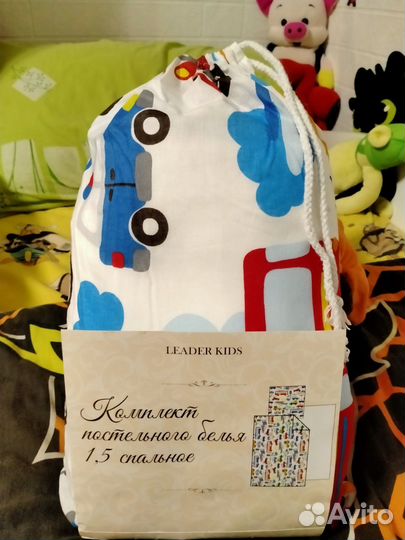 LEADER KIDS
Комплект
постельного белья
1,5 спальное
Avito